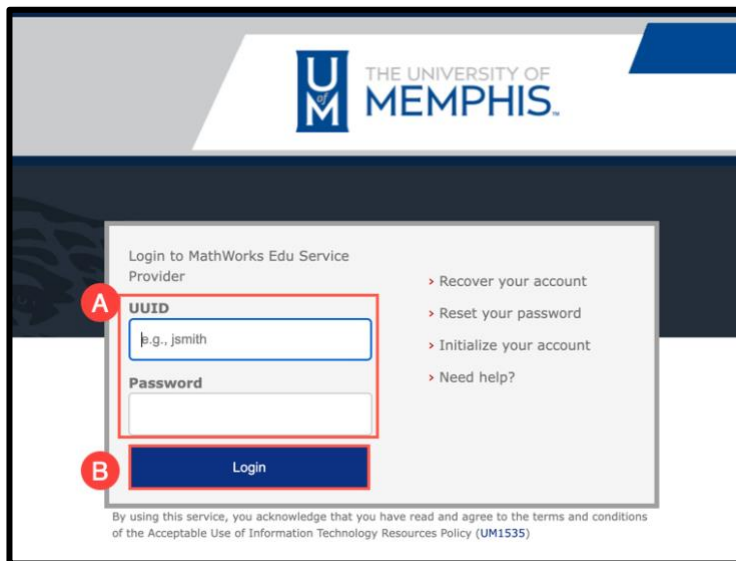 U
of
M
THE UNIVERSITY OF
MEMPHIS™
Login to MathWorks Edu Service
Provider
A
UUID
e.g., jsmith
Password
B
Login
› Recover your account
› Reset your password
› Initialize your account
› Need help?
By using this service, you acknowledge that you have read and agree to the terms and conditions
of the Acceptable Use of Information Technology Resources Policy (UM1535)